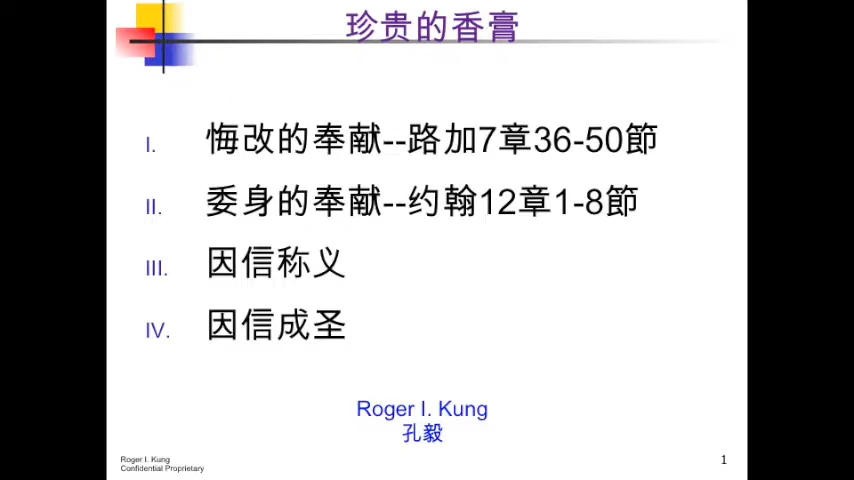 珍贵的香膏
I. 悔改的奉献--路加7章36-50節
II. 委身的奉献--约翰12章1-8節
III. 因信称义
IV. 因信成圣
Roger I. Kung
孔毅
Roger I. Kung
Confidential Proprietary
1